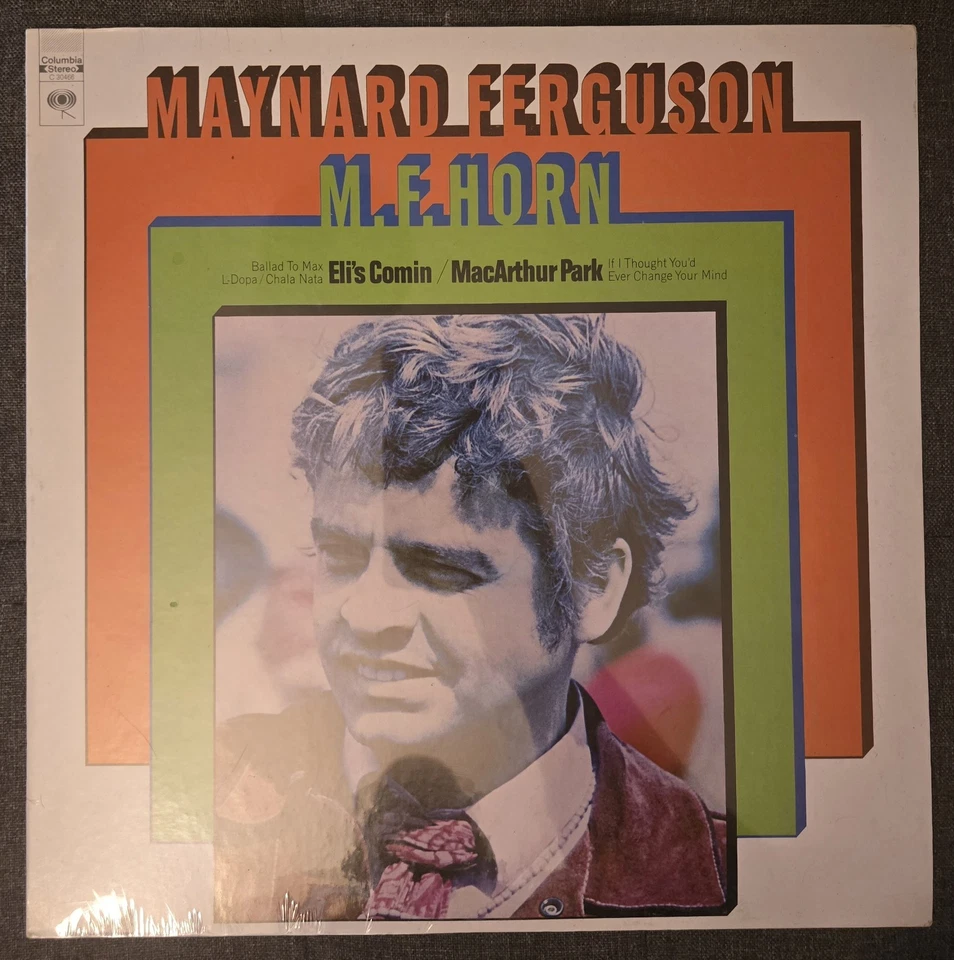 Columbia
Stereo
C 30466
MAYNARD FERGUSON
M.F. HORN
Ballad To Max
L-Dopa / Chala Nata
Eli's Comin / MacArthur Park
If I Thought You'd
Ever Change Your Mind